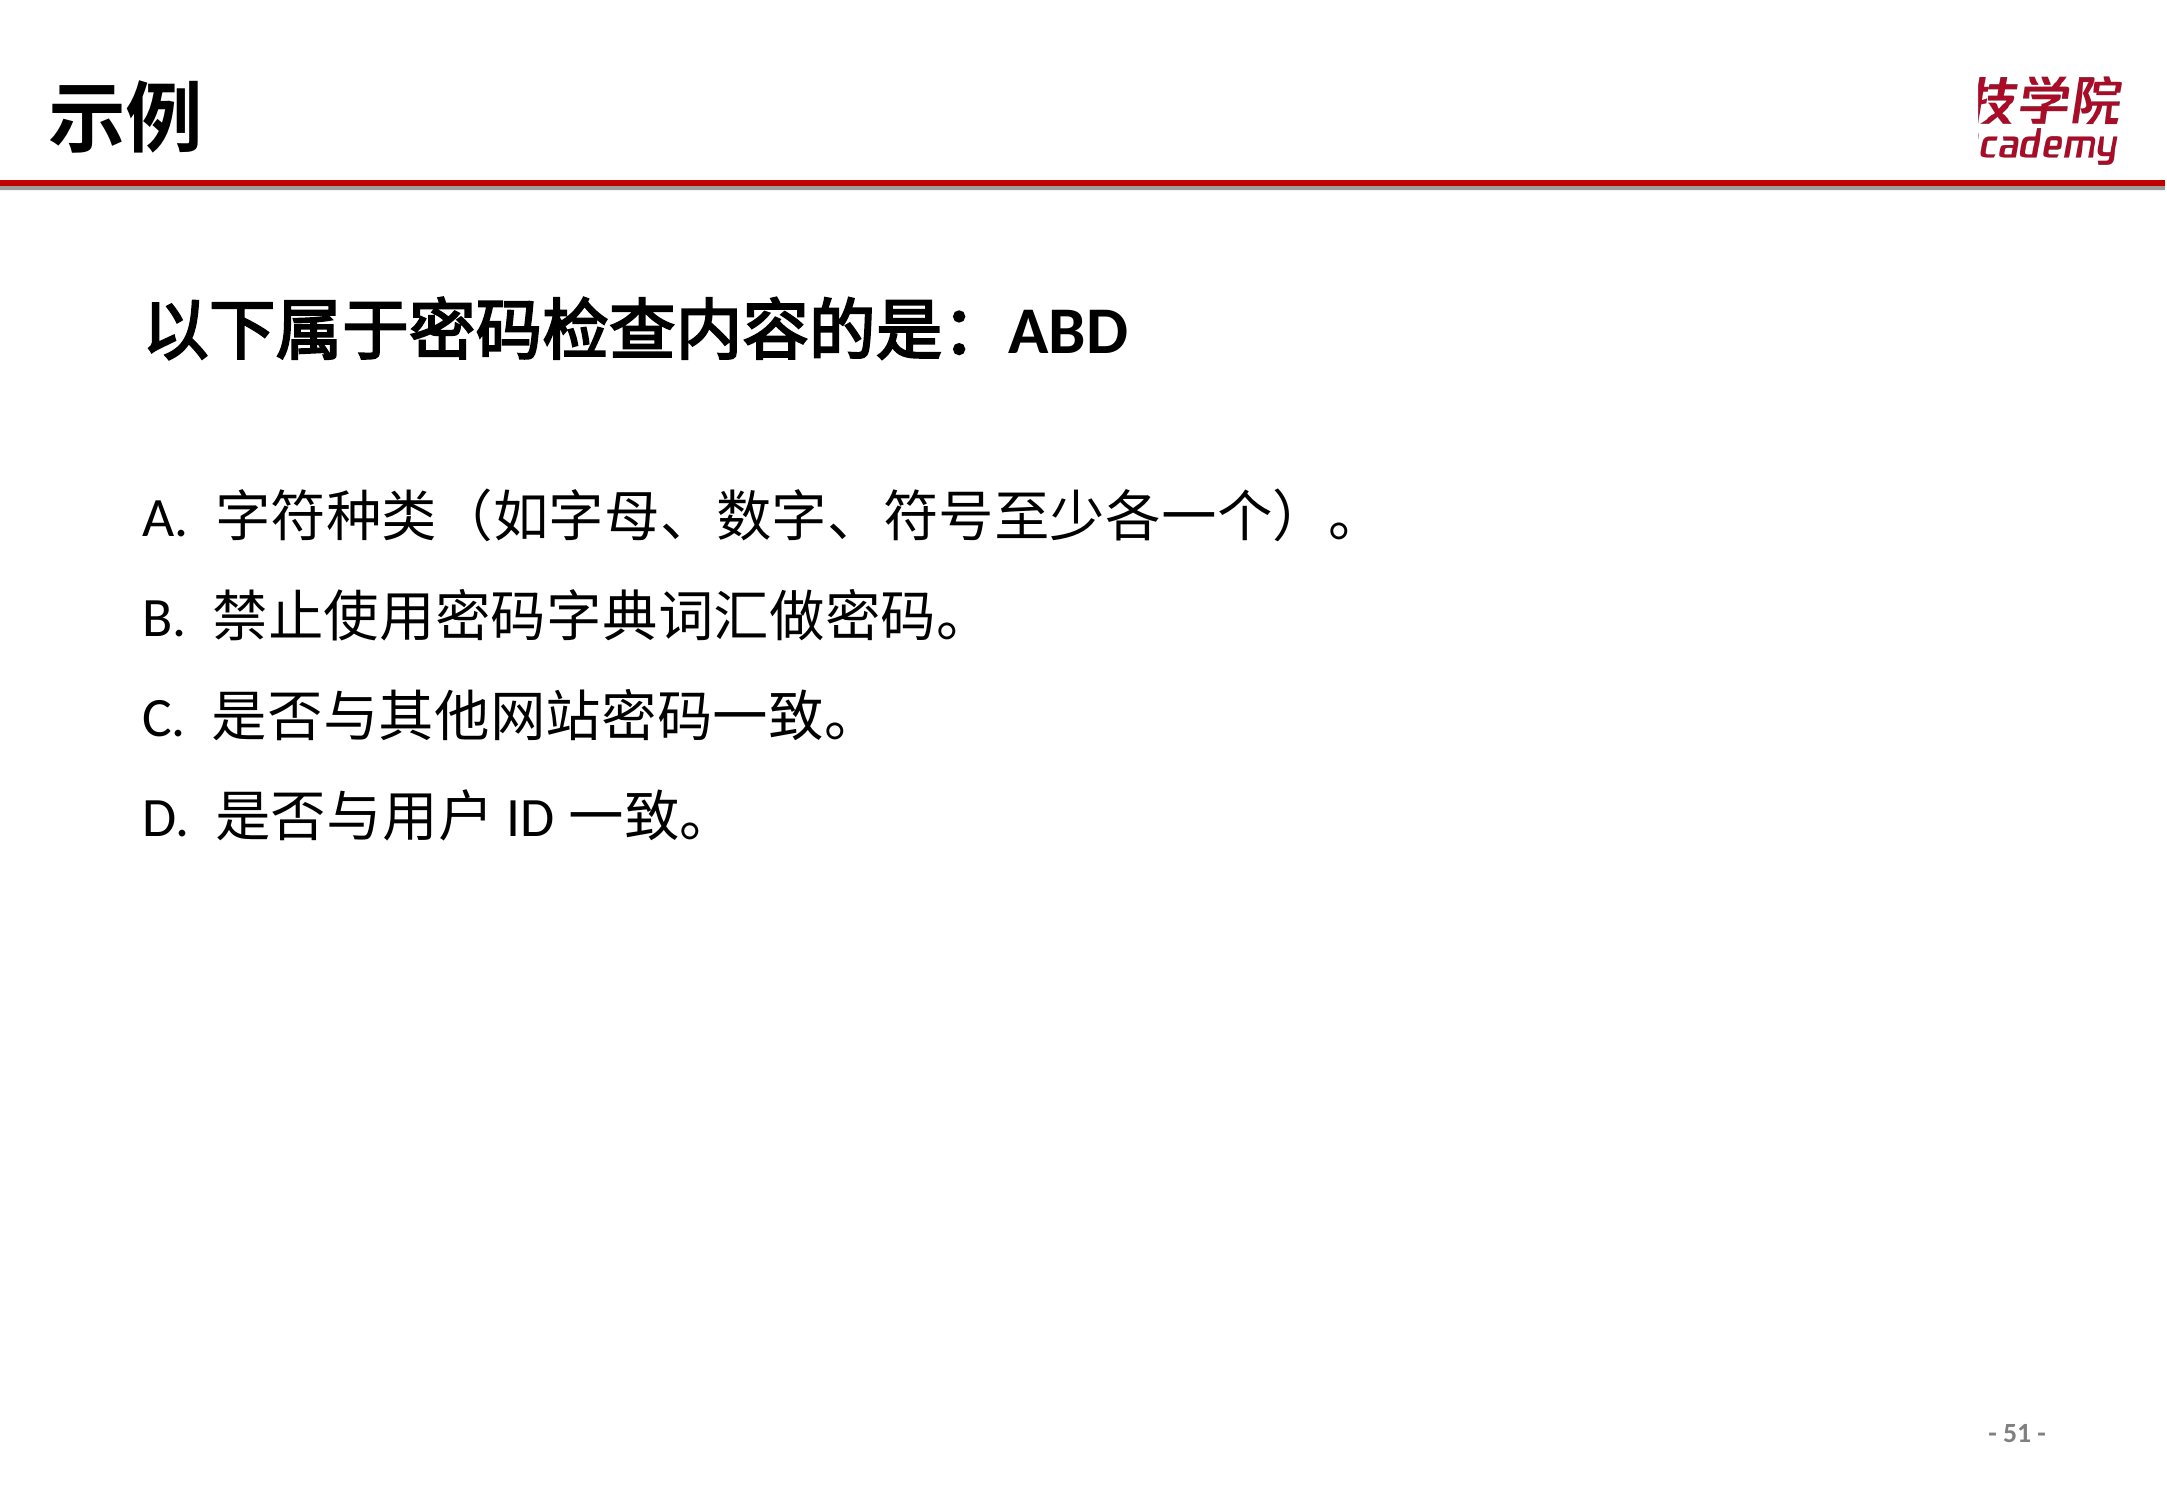 示例
技学院
cademy
以下属于密码检查内容的是：ABD
A. 字符种类（如字母、数字、符号至少各一个）。
B. 禁止使用密码字典词汇做密码。
C. 是否与其他网站密码一致。
D. 是否与用户 ID 一致。
- 51 -